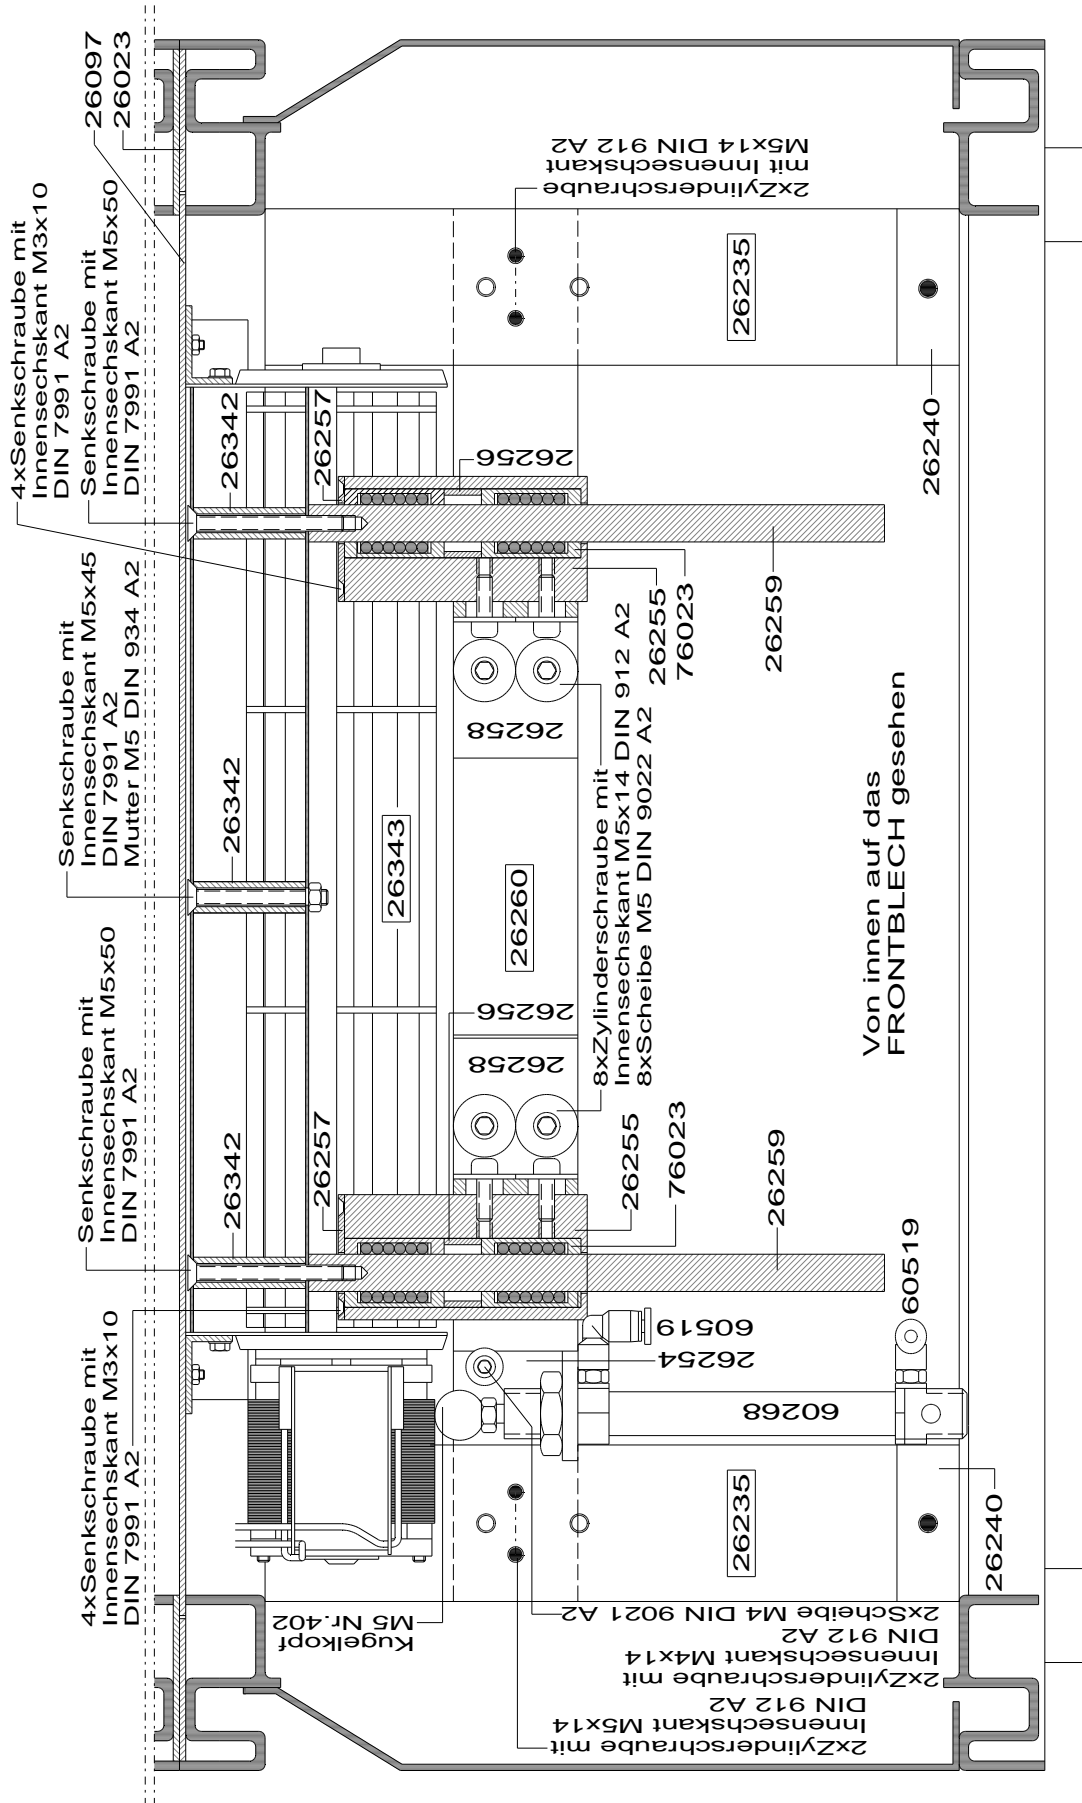 4xSenkschraube mit
Innensechskant M3x10
DIN 7991 A2
Senkschraube mit
Innensechskant M5x50
DIN 7991 A2
Senkschraube mit
Innensechskant M5x45
DIN 7991 A2
Mutter M5 DIN 934 A2
4xSenkschraube mit
Innensechskant M3x10
DIN 7991 A2
Senkschraube mit
Innensechskant M5x50
DIN 7991 A2
26097
26023
26342
26342
26342
26257
26257
26343
26256
26256
26258
26258
26260
26255
76023
26255
76023
26259
26259
8xZylinderschraube mit
Innensechskant M5x14 DIN 912 A2
8xScheibe M5 DIN 9022 A2
60519
60519
26254
60268
26235
26235
26240
26240
Kugelkopf
M5 Nr.402
2xZylinderschraube mit
Innensechskant M5x14
DIN 912 A2
2xZylinderschraube mit
Innensechskant M4x14
DIN 912 A2
2xScheibe M4 DIN 9021 A2
2xZylinderschraube
mit Innensechskant
M5x14 DIN 912 A2
Von innen auf das
FRONTBLECH gesehen